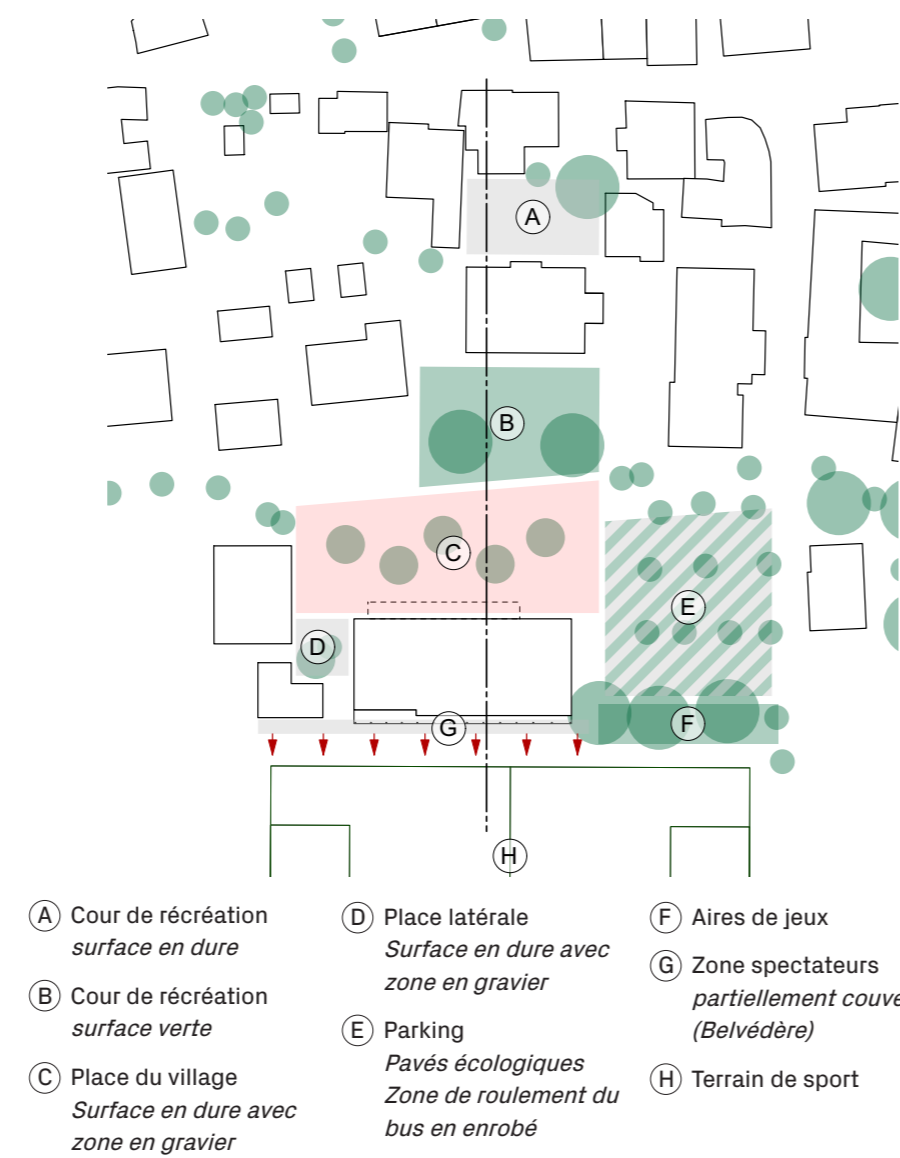 A
B
C
D
E
F
G
H
A Cour de récréation
surface en dure
B Cour de récréation
surface verte
C Place du village
Surface en dure avec
zone en gravier
D Place latérale
Surface en dure avec
zone en gravier
E Parking
Pavés écologiques
Zone de roulement du
bus en enrobé
F Aires de jeux
G Zone spectateurs
partiellement couve
(Belvédère)
H Terrain de sport